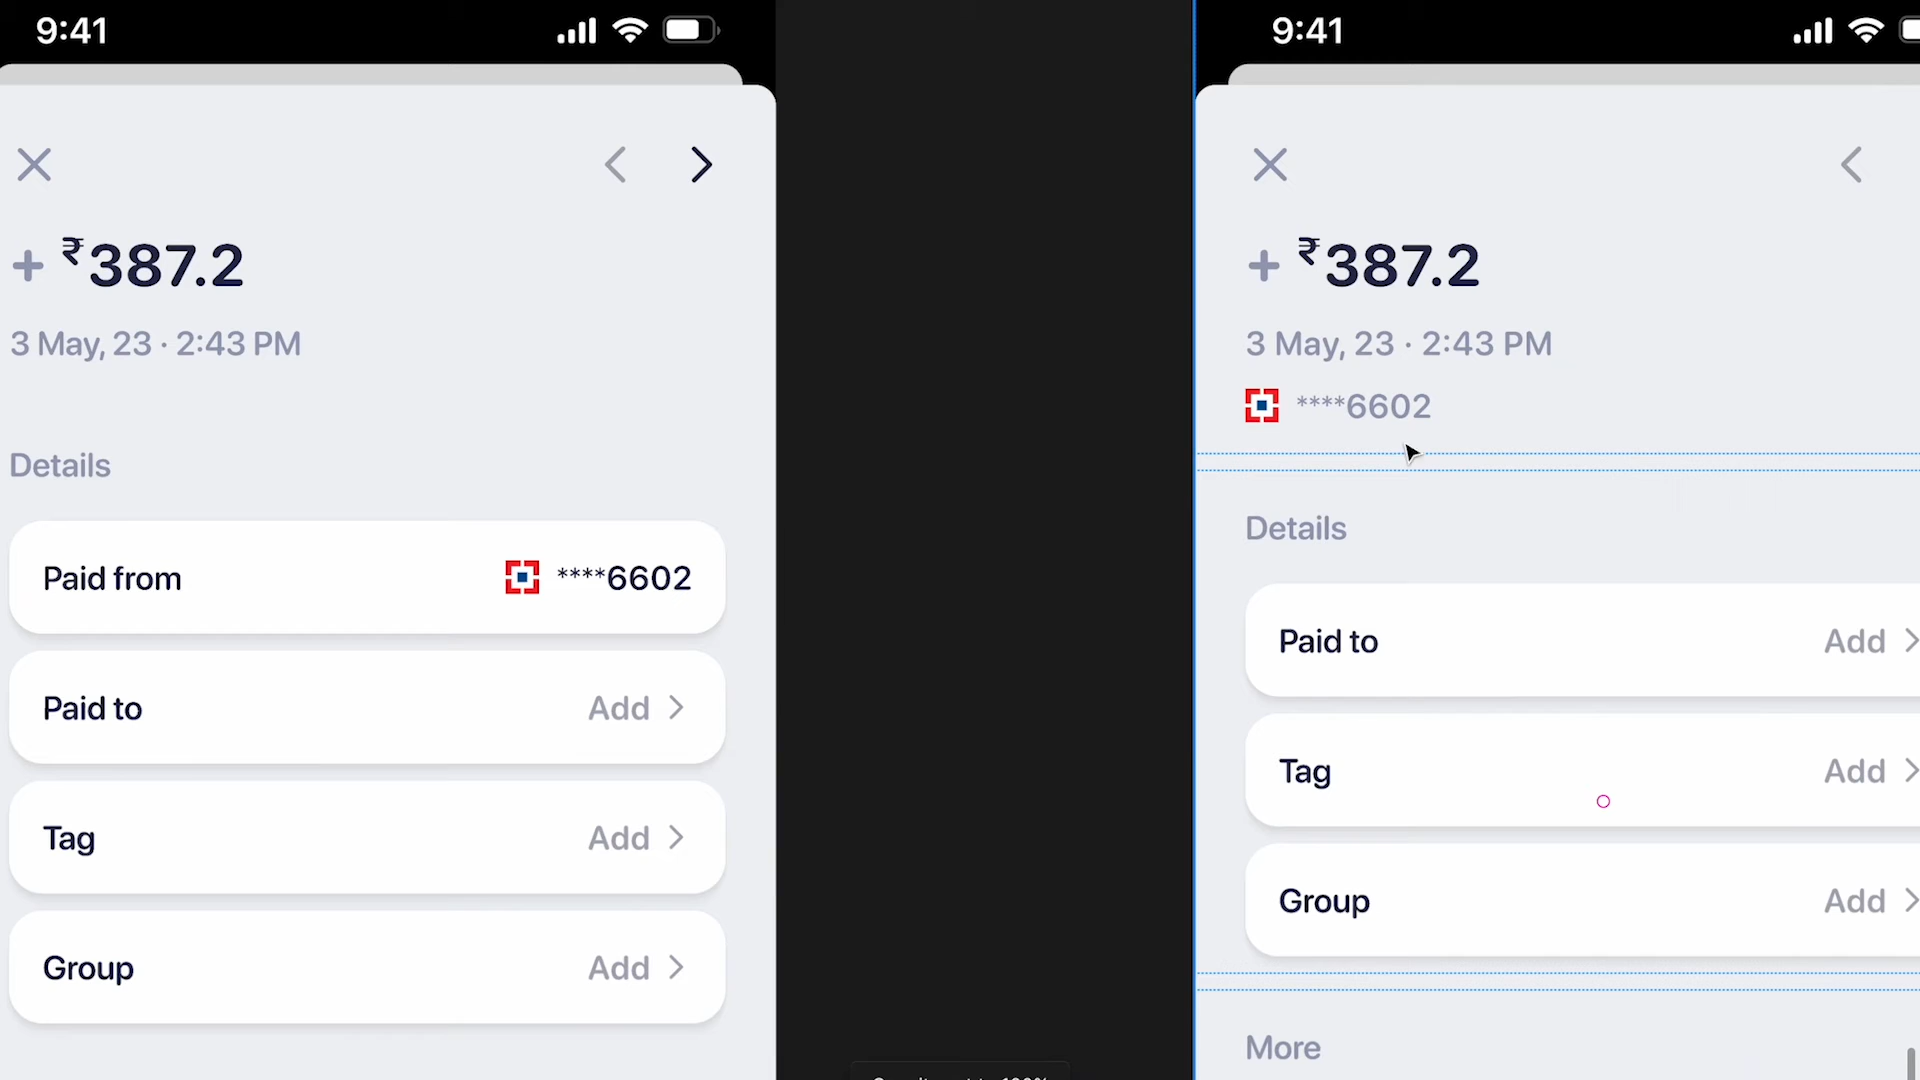 9:41
+ ₹387.2
3 May, 23 · 2:43 PM
Details
Paid from ****6602
Paid to Add
Tag Add
Group Add
9:41
+ ₹387.2
3 May, 23 · 2:43 PM
****6602
Details
Paid to Add
Tag Add
Group Add
More